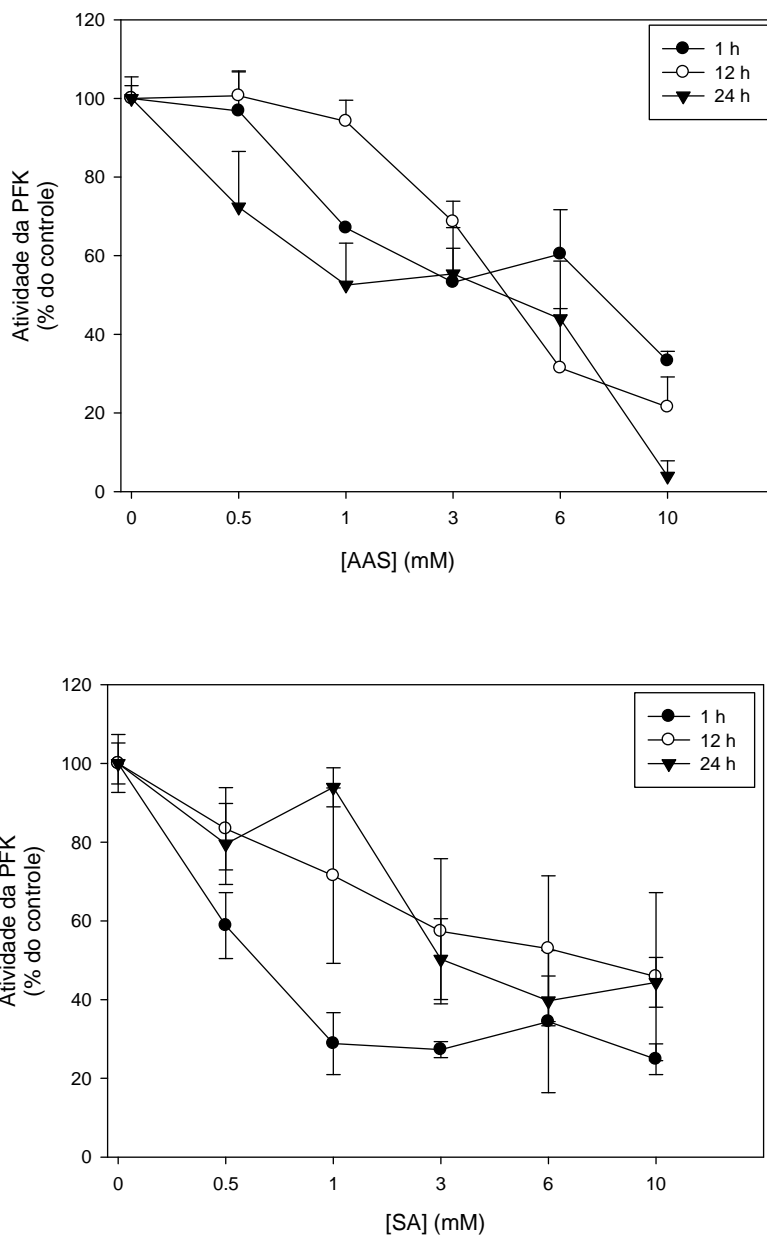 120
100
80
60
40
20
0
Atividade da PFK
(% do controle)
1 h
12 h
24 h
0 0.5 1 3 6 10
[AAS] (mM)
120
100
80
60
40
20
0
Atividade da PFK
(% do controle)
1 h
12 h
24 h
0 0.5 1 3 6 10
[SA] (mM)